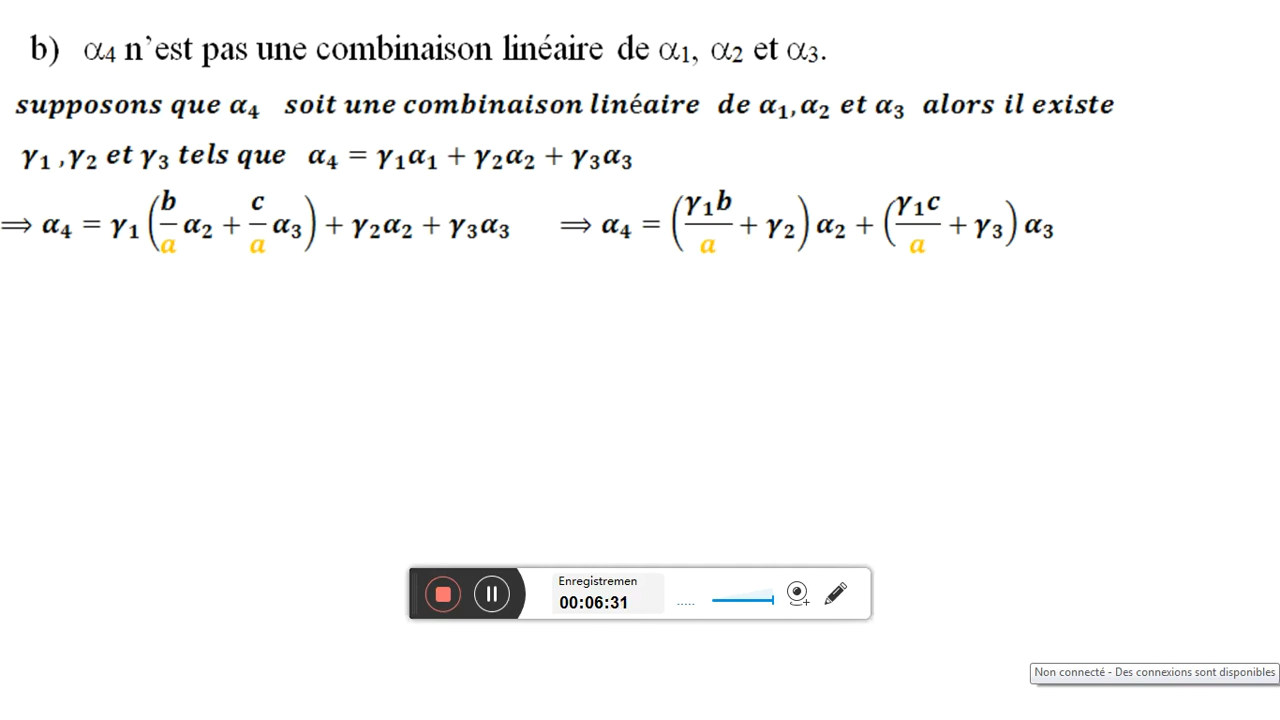 b) α4 n'est pas une combinaison linéaire de α1, α2 et α3.
supposons que α₄ soit une combinaison linéaire de α₁,α₂ et α₃ alors il existe
γ₁ ,γ₂ et γ₃ tels que α₄ = γ₁α₁ + γ₂α₂ + γ₃α₃
⟹ α₄ = γ₁ (b/a α₂ + c/a α₃) + γ₂α₂ + γ₃α₃ ⟹ α₄ = (γ₁b/a + γ₂) α₂ + (γ₁c/a + γ₃) α₃
Enregistremen
00:06:31
Non connecté - Des connexions sont disponibles